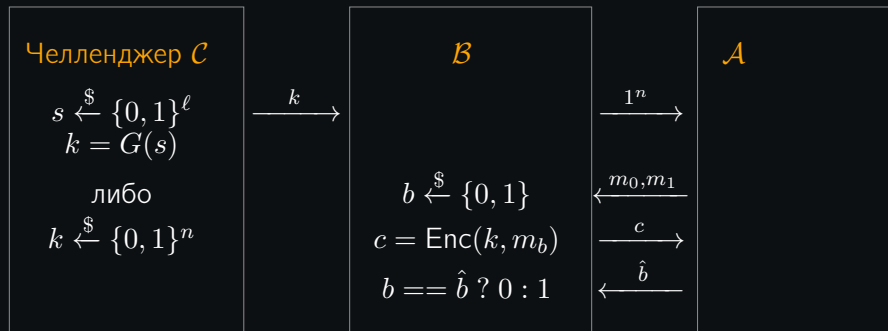 Челленджер 𝒞
ℬ
𝒜
s ←$ {0, 1}^ℓ
k = G(s)
k
1^n
либо
k ←$ {0, 1}^n
b ←$ {0, 1}
m_0,m_1
c = Enc(k, m_b)
c
b == b̂ ? 0 : 1
b̂